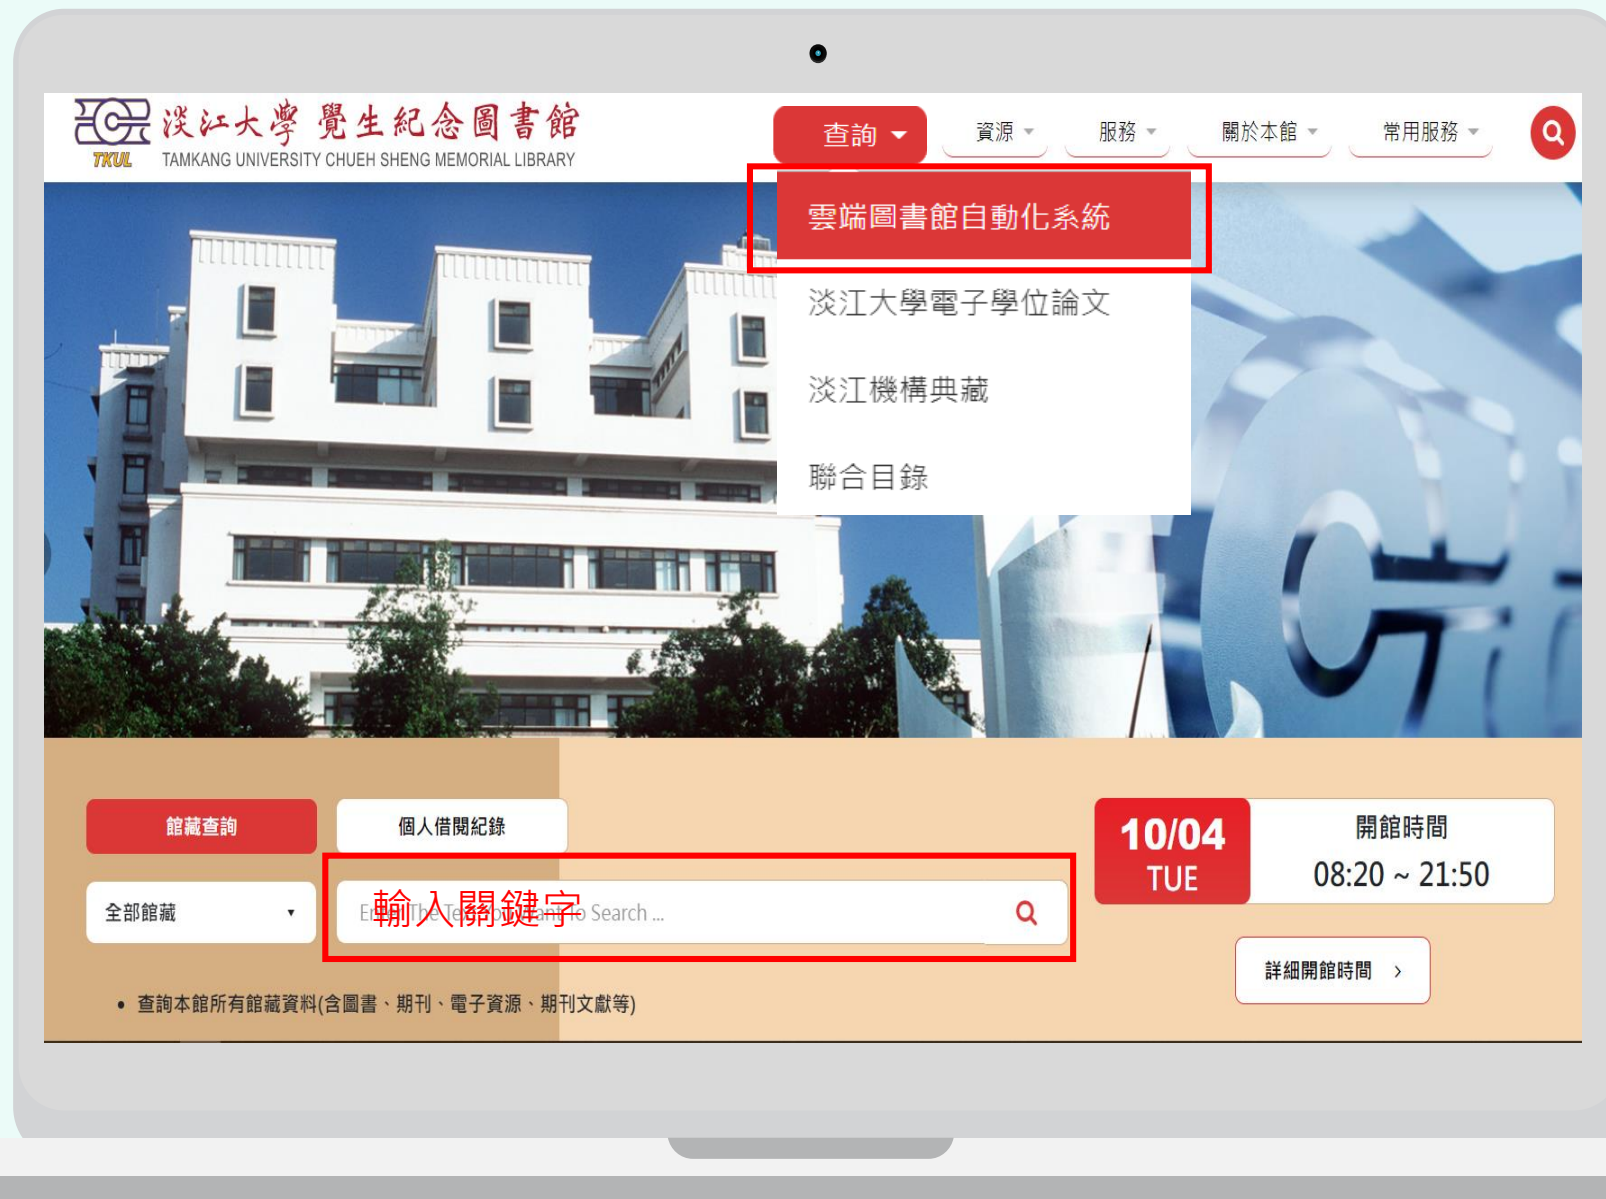 淡江大學 覺生紀念圖書館
TKUL TAMKANG UNIVERSITY CHUEH SHENG MEMORIAL LIBRARY
查詢 資源 服務 關於本館 常用服務
雲端圖書館自動化系統
淡江大學電子學位論文
淡江機構典藏
聯合目錄
館藏查詢 個人借閱紀錄
10/04
TUE
開館時間
08:20 ~ 21:50
全部館藏
輸入關鍵字
Enter The Text You Want To Search ...
詳細開館時間 >
• 查詢本館所有館藏資料(含圖書、期刊、電子資源、期刊文獻等)